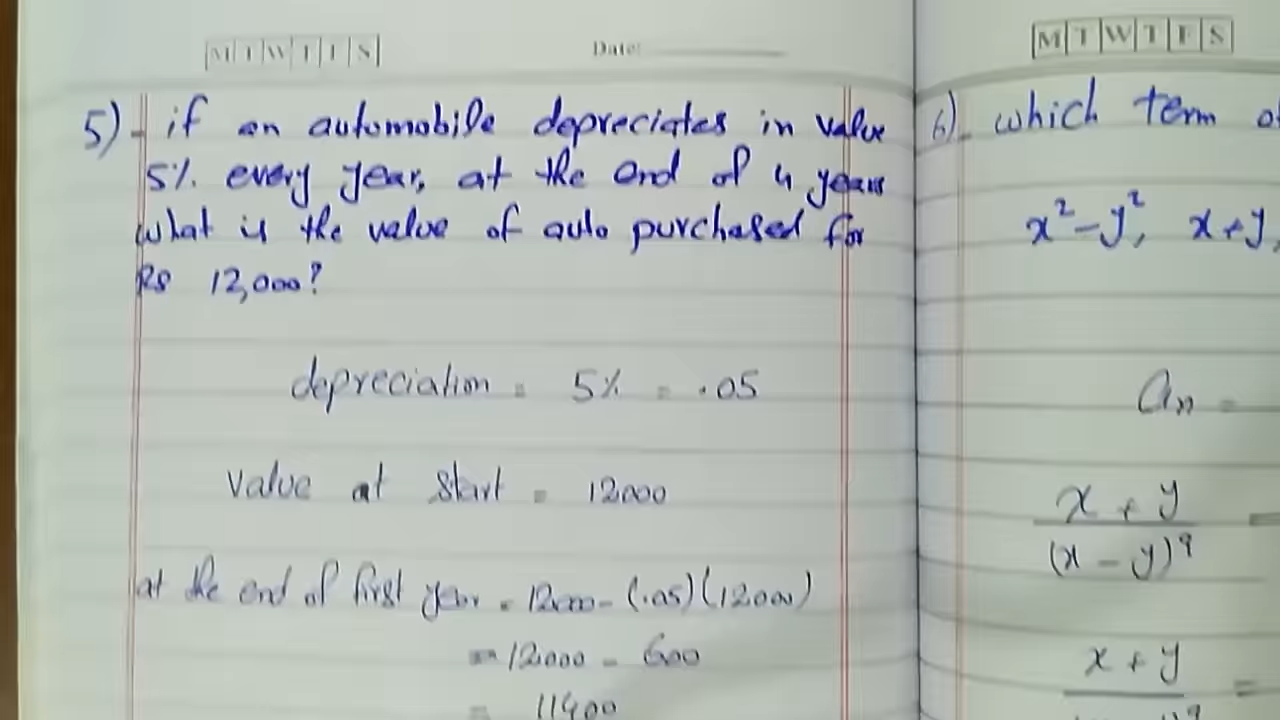 M T W T F S
Date:
5) if an automobile depreciates in value
5% every year, at the end of 4 years
what is the value of auto purchased for
Rs 12,000?
depreciation = 5% = .05
Value at start = 12000
at the end of first year = 12000 - (.05)(12000)
= 12000 - 600
= 11400
M T W T F S
6) which term of
x² - y², x + y,
aₙ =
x + y
(x - y)⁹
=
x + y
=